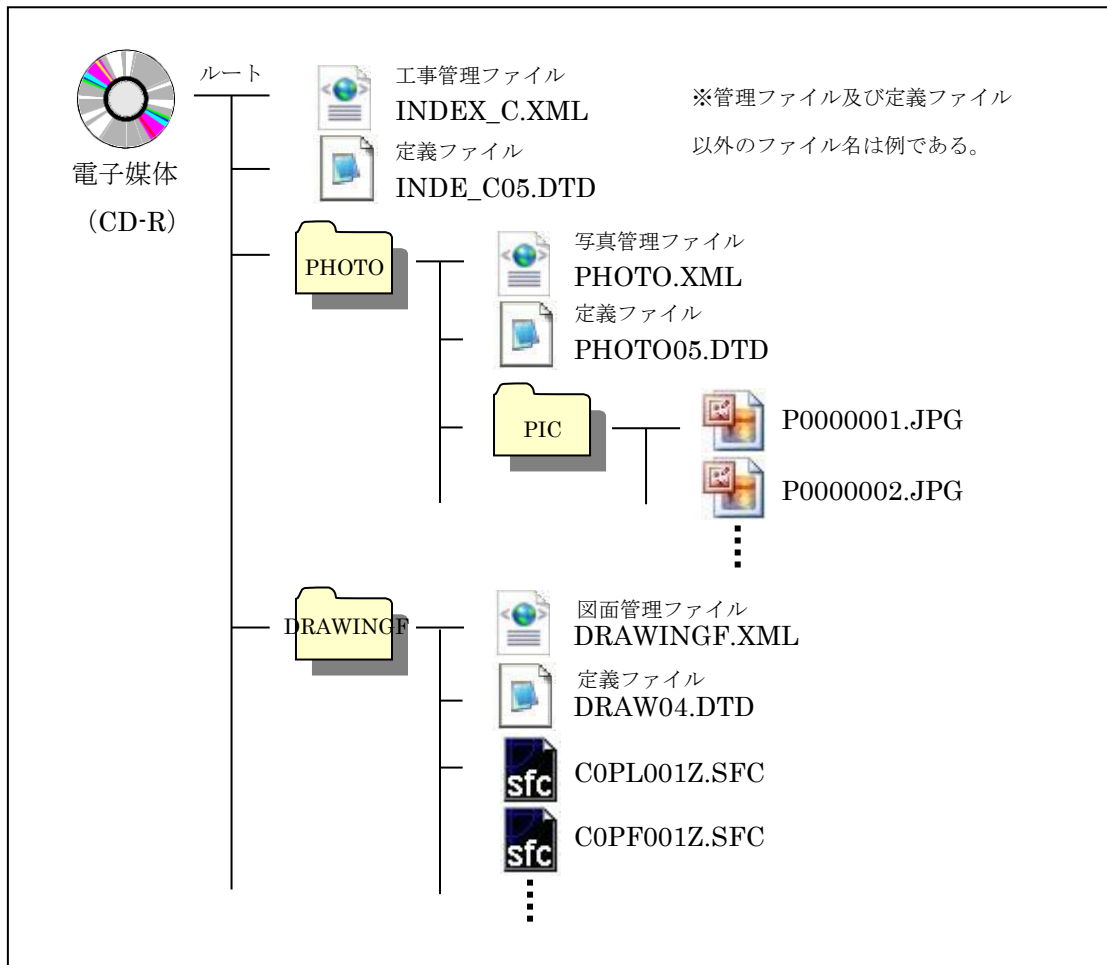 ルート
電子媒体
(CD-R)
工事管理ファイル
INDEX_C.XML
定義ファイル
INDE_C05.DTD
※管理ファイル及び定義ファイル
以外のファイル名は例である。
PHOTO
写真管理ファイル
PHOTO.XML
定義ファイル
PHOTO05.DTD
PIC
P0000001.JPG
P0000002.JPG
DRAWINGF
図面管理ファイル
DRAWINGF.XML
定義ファイル
DRAW04.DTD
sfc
C0PL001Z.SFC
sfc
C0PF001Z.SFC